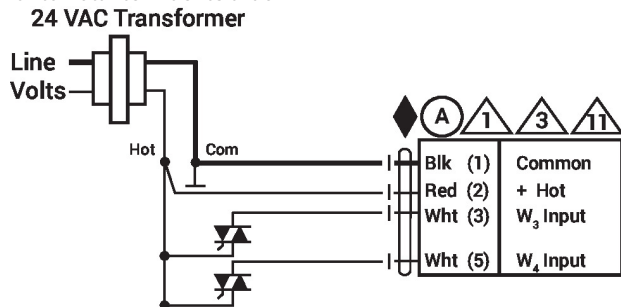 24 VAC Transformer
Line
Volts
Hot
Com
A 1 3 11
Blk (1) Common
Red (2) + Hot
Wht (3) W₃ Input
Wht (5) W₄ Input